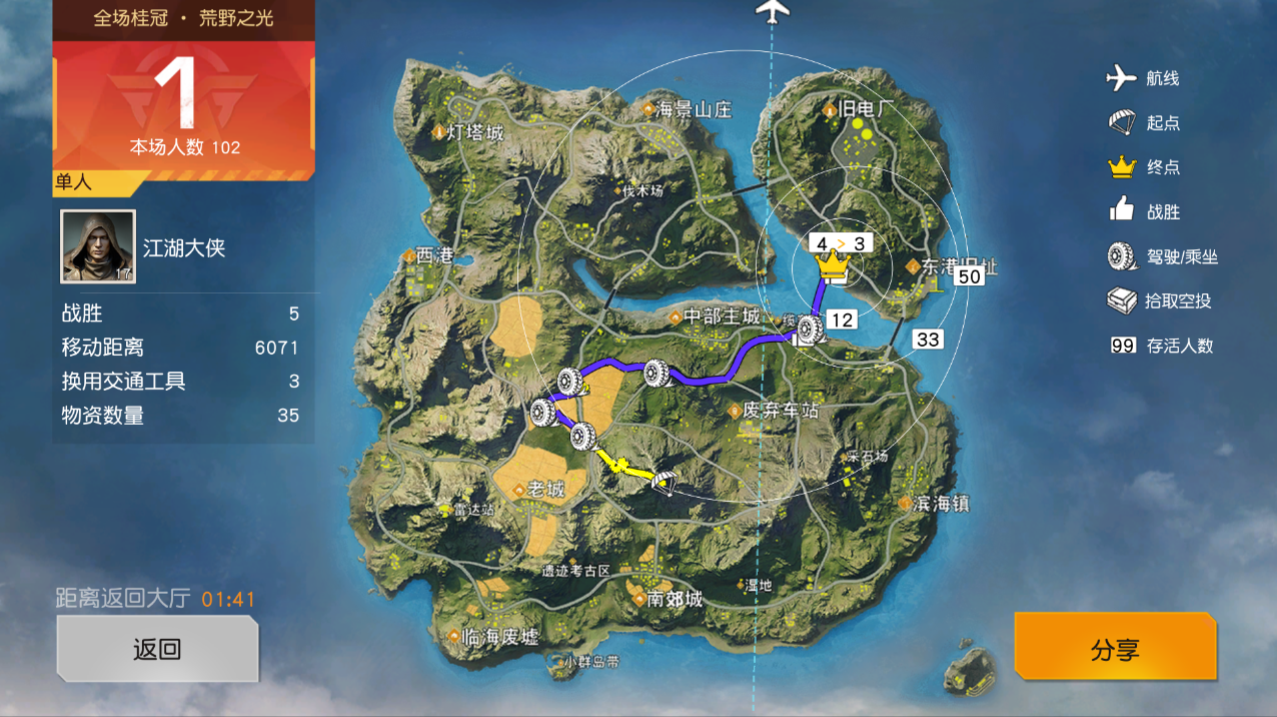 全场桂冠 · 荒野之光
1
本场人数 102
单人
17
江湖大侠
战胜 5
移动距离 6071
换用交通工具 3
物资数量 35
距离返回大厅 01:41
返回
海景山庄
旧电厂
灯塔城
伐木场
西港
4 > 3
东港旧址
50
中部主城
12
33
废弃车站
采石场
老城
滨海镇
雷达站
遗迹考古区
湿地
南郊城
临海废墟
小群岛带
航线
起点
终点
战胜
驾驶/乘坐
拾取空投
99 存活人数
分享